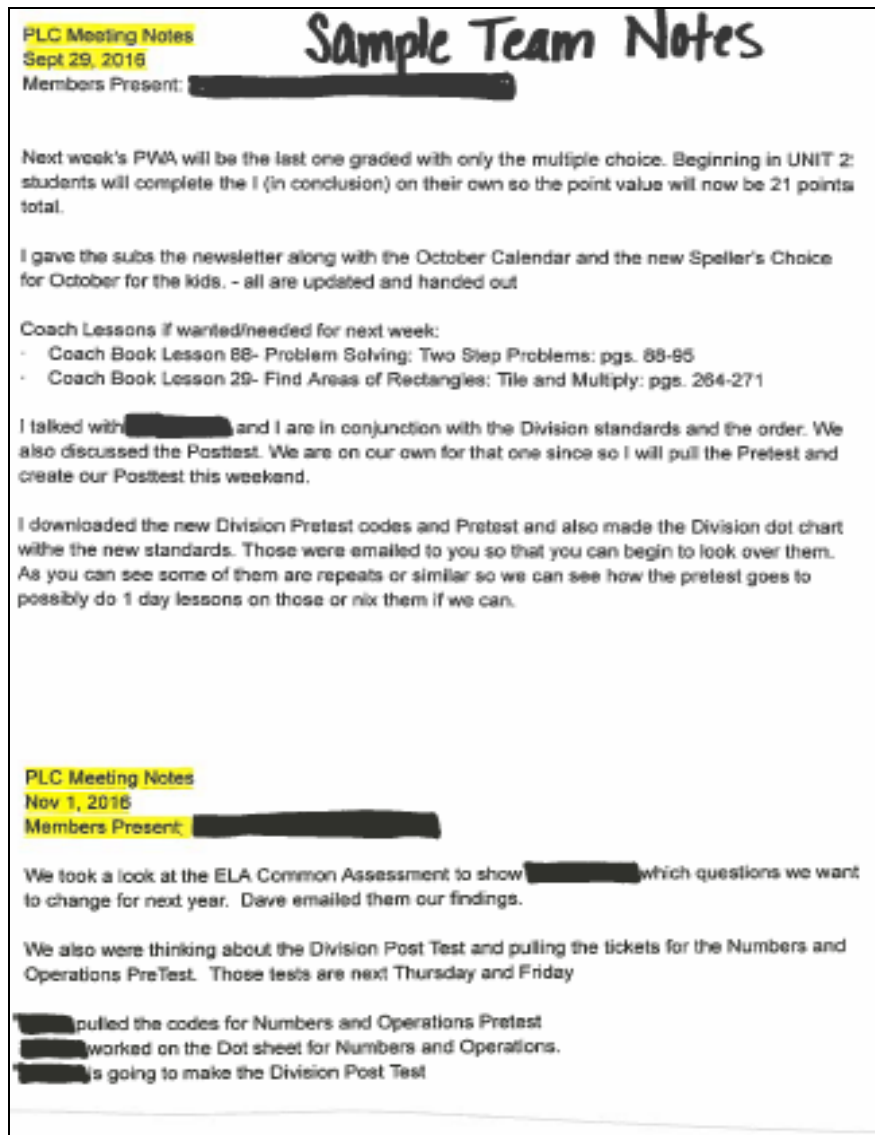 Sample Team Notes
PLC Meeting Notes
Sept 29, 2016
Members Present:
Next week's PWA will be the last one graded with only the multiple choice. Beginning in UNIT 2:
students will complete the I (in conclusion) on their own so the point value will now be 21 points
total.
I gave the subs the newsletter along with the October Calendar and the new Speller's Choice
for October for the kids. - all are updated and handed out
Coach Lessons if wanted/needed for next week:
· Coach Book Lesson 88- Problem Solving: Two Step Problems: pgs. 88-95
· Coach Book Lesson 29- Find Areas of Rectangles: Tile and Multiply: pgs. 264-271
I talked with and I are in conjunction with the Division standards and the order. We
also discussed the Posttest. We are on our own for that one since so I will pull the Pretest and
create our Posttest this weekend.
I downloaded the new Division Pretest codes and Pretest and also made the Division dot chart
withe the new standards. Those were emailed to you so that you can begin to look over them.
As you can see some of them are repeats or similar so we can see how the pretest goes to
possibly do 1 day lessons on those or nix them if we can.
PLC Meeting Notes
Nov 1, 2016
Members Present:
We took a look at the ELA Common Assessment to show which questions we want
to change for next year. Dave emailed them our findings.
We also were thinking about the Division Post Test and pulling the tickets for the Numbers and
Operations PreTest. Those tests are next Thursday and Friday
pulled the codes for Numbers and Operations Pretest
worked on the Dot sheet for Numbers and Operations.
is going to make the Division Post Test